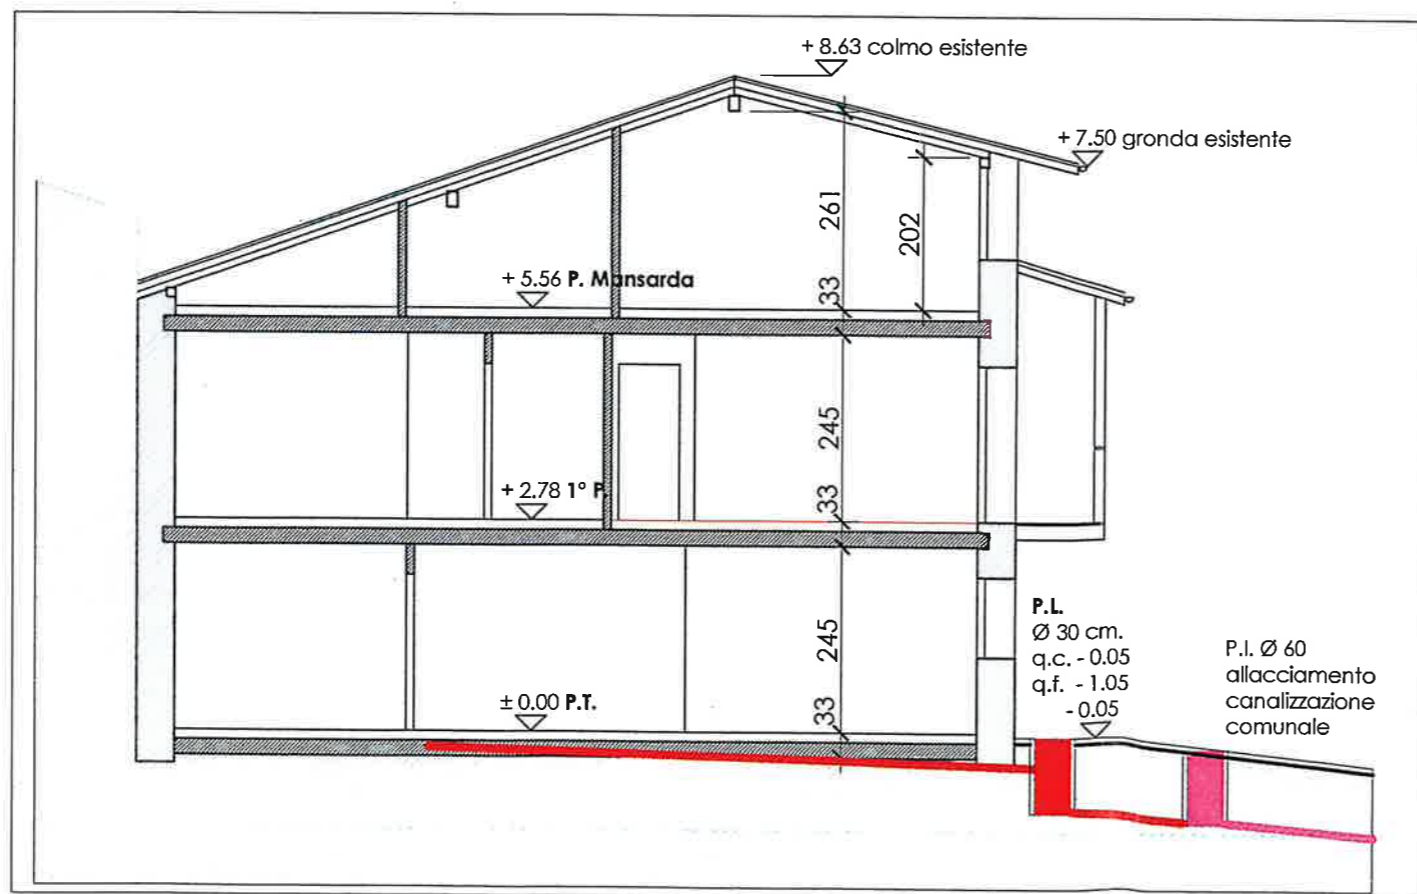 + 8.63 colmo esistente
+ 7.50 gronda esistente
261
202
+ 5.56 P. Mansarda
33
245
+ 2.78 1° P.
33
P.L.
Ø 30 cm.
q.c. - 0.05
q.f. - 1.05
- 0.05
P.I. Ø 60
allacciamento
canalizzazione
comunale
245
± 0.00 P.T.
33